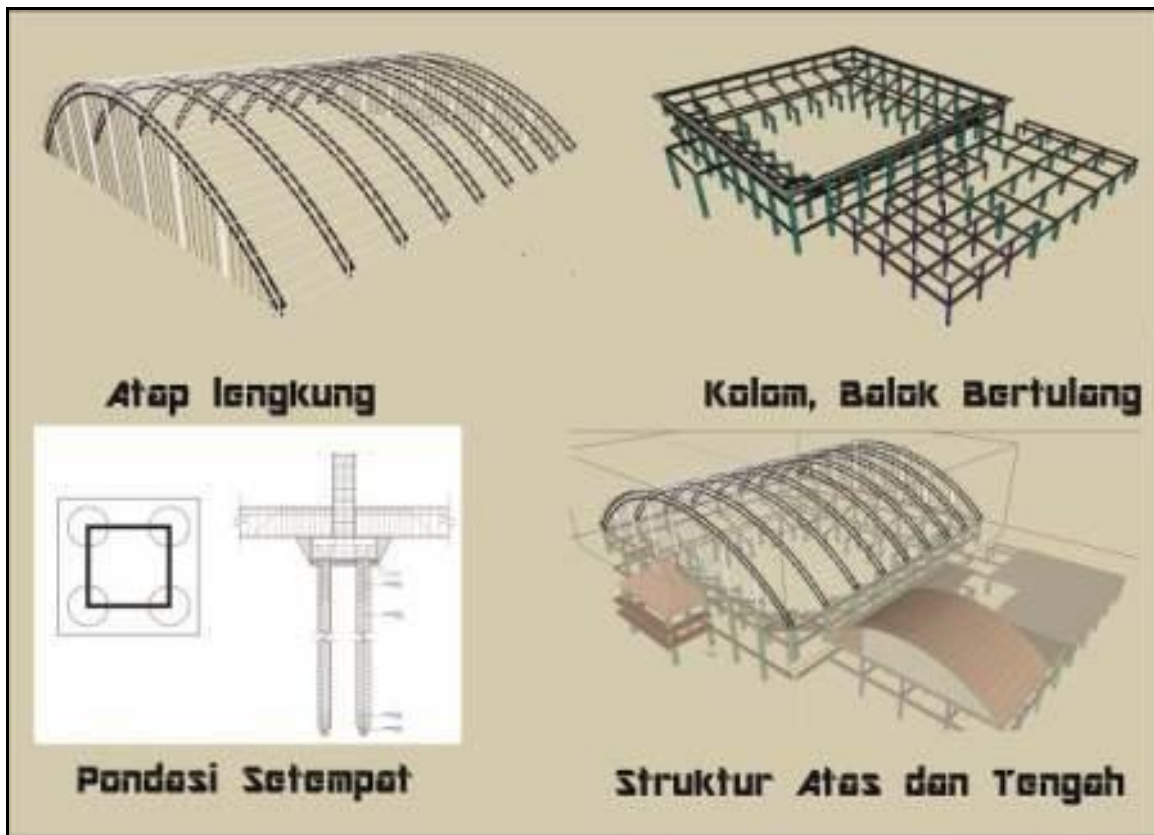 Atap lengkung
Kolom, Balok Bertulang
Pondasi Setempat
Struktur Atas dan Tengah